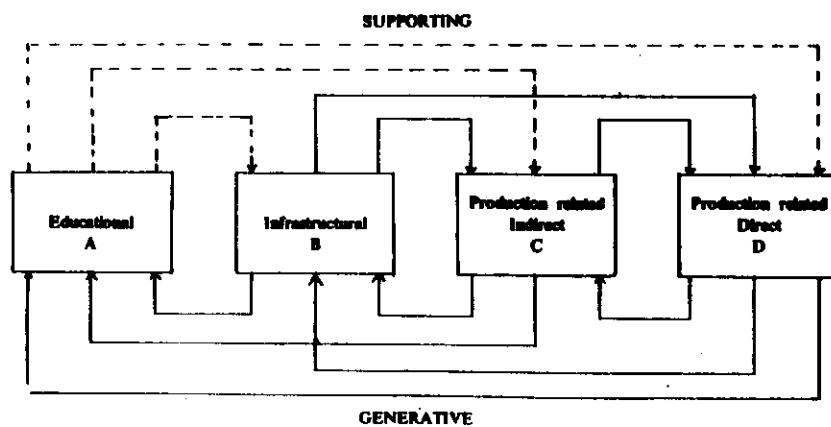 SUPPORTING
Educational
A
Infrastructural
B
Production related
Indirect
C
Production related
Direct
D
GENERATIVE